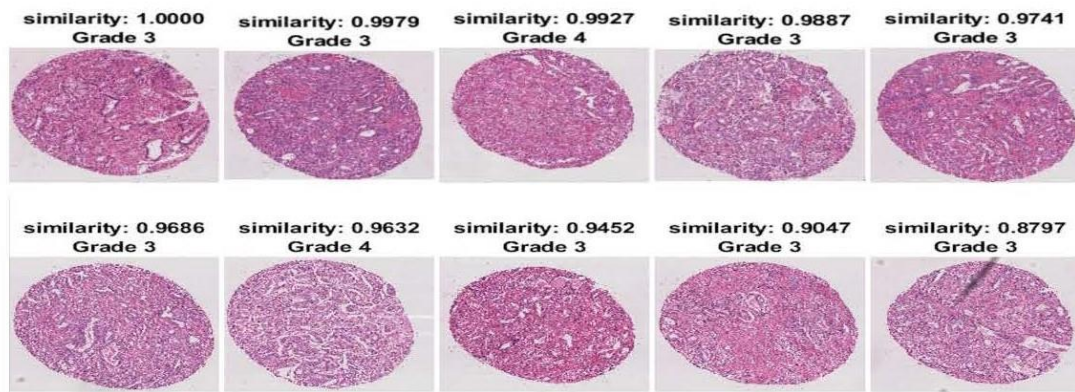 similarity: 1.0000
Grade 3
similarity: 0.9979
Grade 3
similarity: 0.9927
Grade 4
similarity: 0.9887
Grade 3
similarity: 0.9741
Grade 3
similarity: 0.9686
Grade 3
similarity: 0.9632
Grade 4
similarity: 0.9452
Grade 3
similarity: 0.9047
Grade 3
similarity: 0.8797
Grade 3